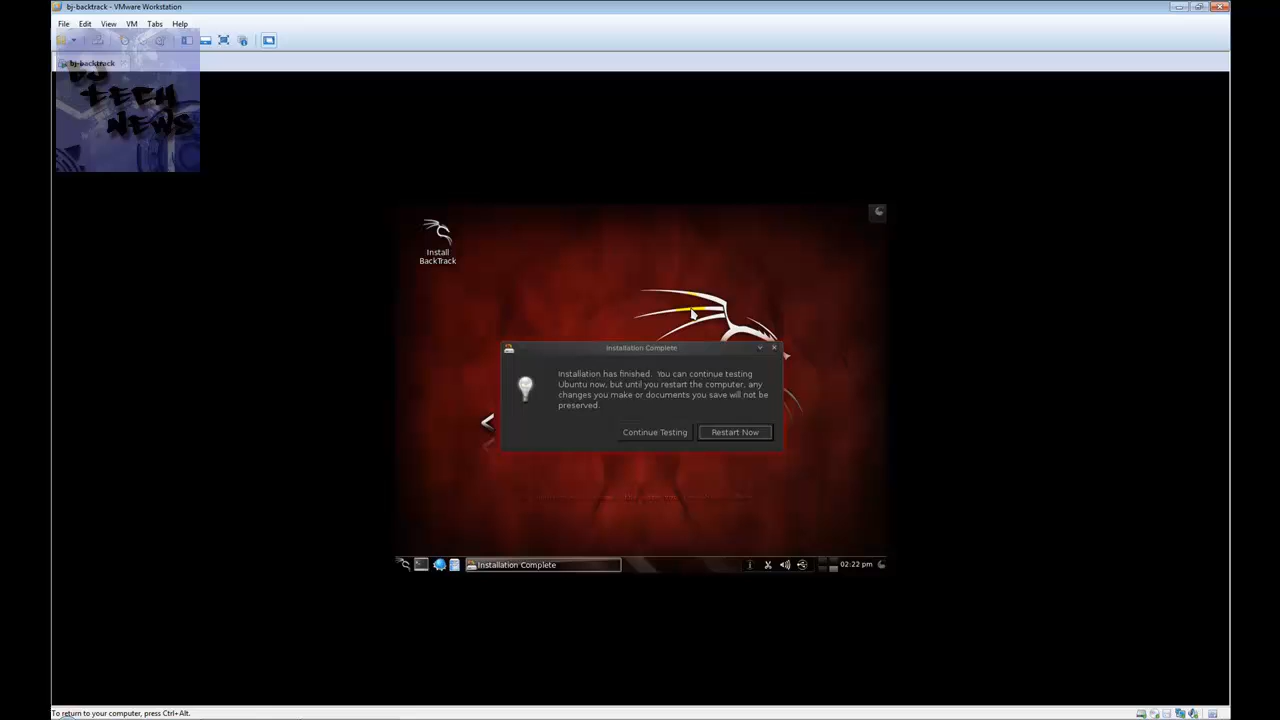 bj-backtrack - VMware Workstation
File Edit View VM Tabs Help
bj-backtrack
BJ
TECH
NEWS
Install
BackTrack
Installation Complete
Installation has finished. You can continue testing
Ubuntu now, but until you restart the computer, any
changes you make or documents you save will not be
preserved.
Continue Testing Restart Now
Installation Complete 02:22 pm
To return to your computer, press Ctrl+Alt.